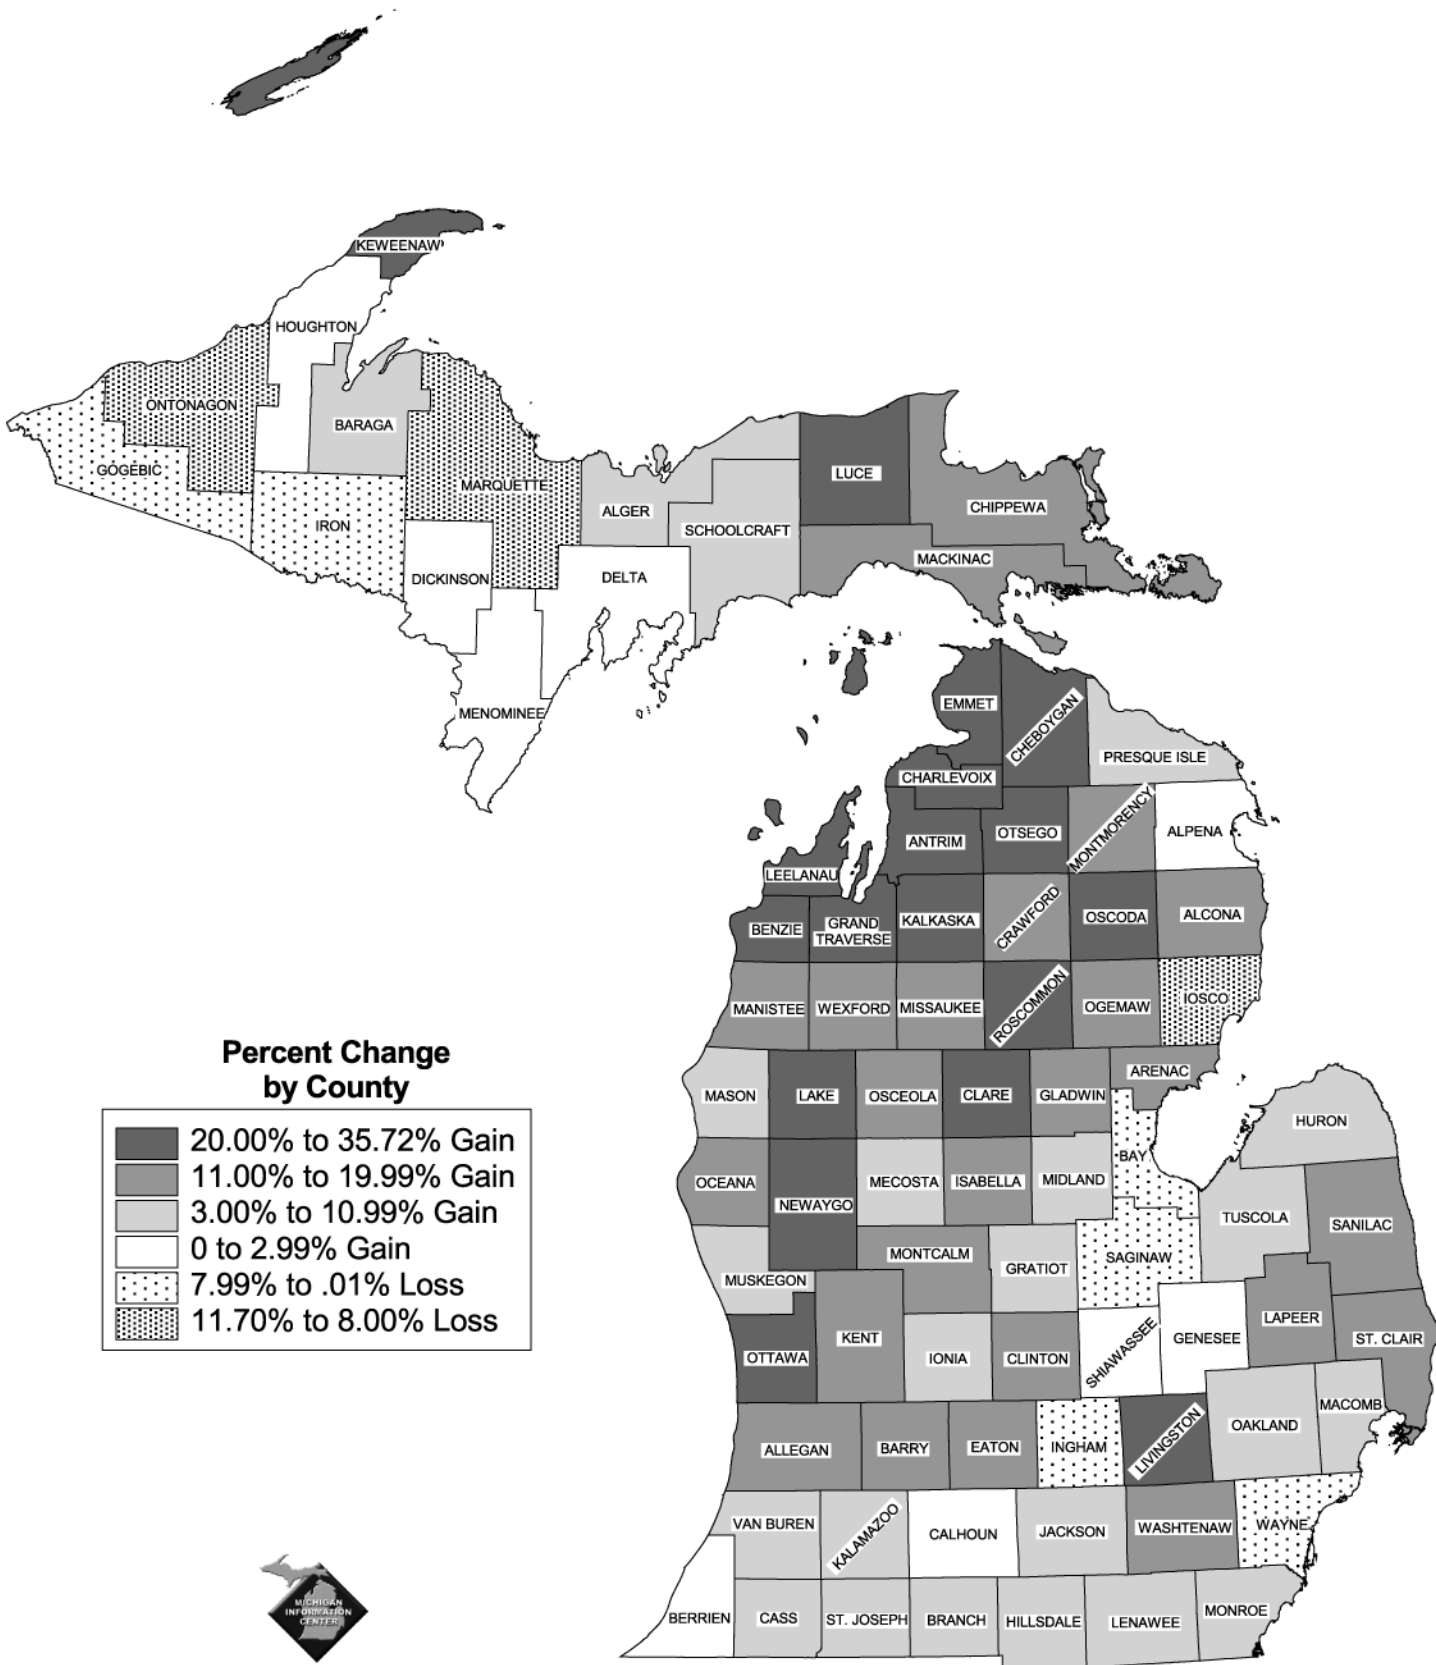 KEWEENAW
HOUGHTON
ONTONAGON
BARAGA
GOGEBIC
MARQUETTE
LUCE
IRON
ALGER
CHIPPEWA
SCHOOLCRAFT
MACKINAC
DICKINSON
DELTA
MENOMINEE
EMMET
CHEBOYGAN
PRESQUE ISLE
CHARLEVOIX
ANTRIM
OTSEGO
MONTMORENCY
ALPENA
LEELANAU
BENZIE
GRAND
TRAVERSE
KALKASKA
CRAWFORD
OSCODA
ALCONA
MANISTEE
WEXFORD
MISSAUKEE
ROSCOMMON
OGEMAW
IOSCO
Percent Change
by County
20.00% to 35.72% Gain
11.00% to 19.99% Gain
3.00% to 10.99% Gain
0 to 2.99% Gain
7.99% to .01% Loss
11.70% to 8.00% Loss
MASON
LAKE
OSCEOLA
CLARE
GLADWIN
ARENAC
HURON
OCEANA
NEWAYGO
MECOSTA
ISABELLA
MIDLAND
BAY
TUSCOLA
SANILAC
MUSKEGON
MONTCALM
GRATIOT
SAGINAW
OTTAWA
KENT
IONIA
CLINTON
SHIAWASSEE
GENESEE
LAPEER
ST. CLAIR
ALLEGAN
BARRY
EATON
INGHAM
LIVINGSTON
OAKLAND
MACOMB
VAN BUREN
KALAMAZOO
CALHOUN
JACKSON
WASHTENAW
WAYNE
BERRIEN
CASS
ST. JOSEPH
BRANCH
HILLSDALE
LENAWEE
MONROE
MICHIGAN
INFORMATION
CENTER